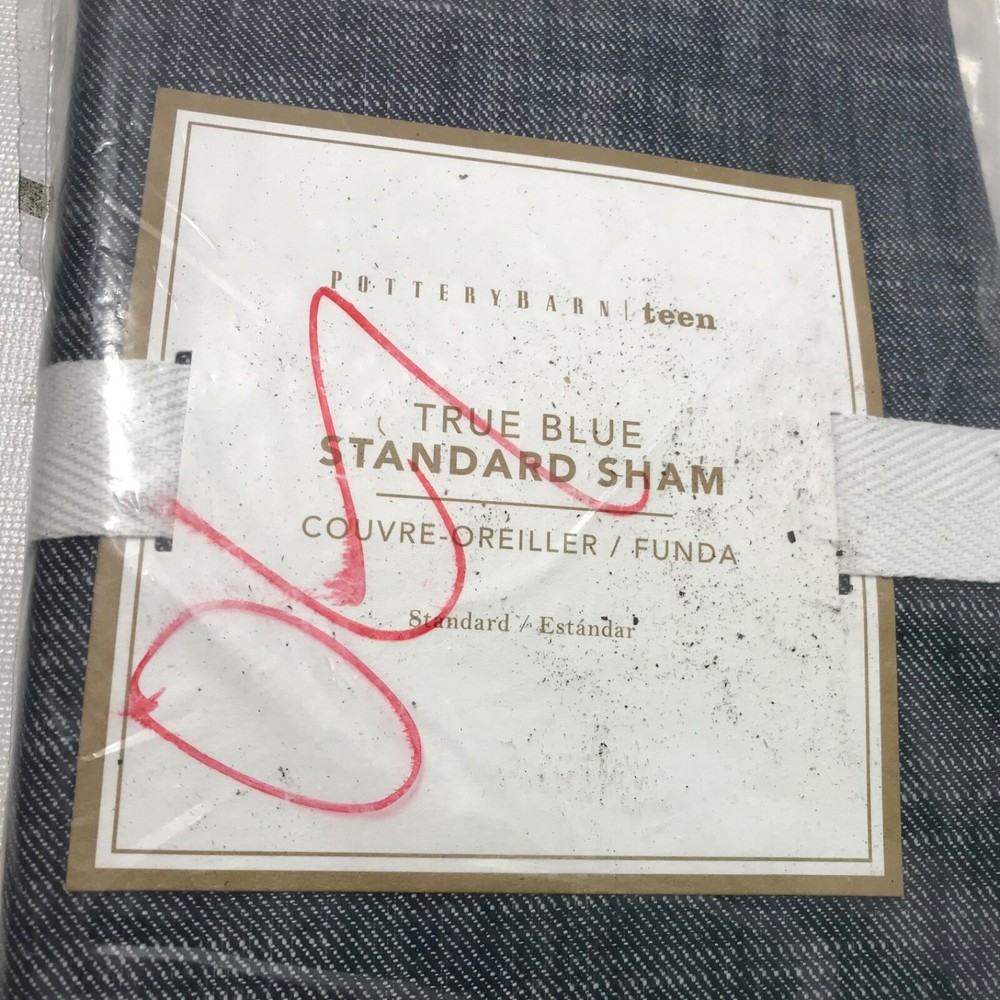 POTTERYBARN | teen
TRUE BLUE
STANDARD SHAM
COUVRE-OREILLER / FUNDA
Standard / Estándar